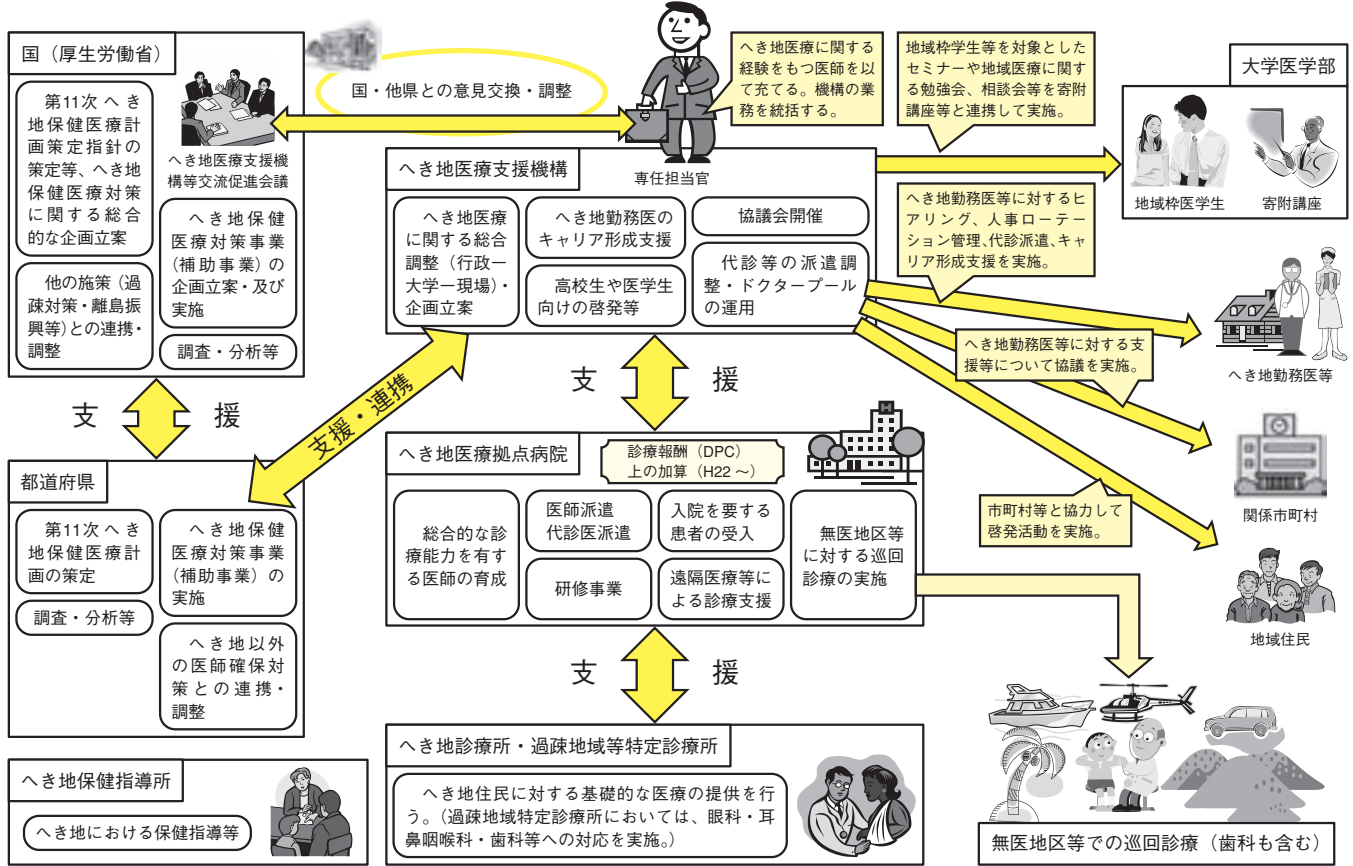 国（厚生労働省）
第11次へき
地保健医療計
画策定指針の
策定等、へき地
保健医療対策
に関する総合
的な企画立案
へき地医療支援機
構等交流促進会議
へき地保健
医療対策事業
（補助事業）の
企画立案・及び
実施
他の施策（過
疎対策・離島振
興等）との連携・
調整
調査・分析等
国・他県との意見交換・調整
専任担当官
へき地医療に関する
経験をもつ医師を以
て充てる。機構の業
務を統括する。
地域枠学生等を対象とした
セミナーや地域医療に関す
る勉強会、相談会等を寄附
講座等と連携して実施。
大学医学部
地域枠医学生
寄附講座
へき地医療支援機構
へき地医療
に関する総合
調整（行政ー
大学ー現場）・
企画立案
へき地勤務医の
キャリア形成支援
高校生や医学生
向けの啓発等
協議会開催
代診等の派遣調
整・ドクタープール
の運用
へき地勤務医等に対するヒ
アリング、人事ローテー
ション管理、代診派遣、キャ
リア形成支援を実施。
へき地勤務医等
へき地勤務医等に対する支
援等について協議を実施。
関係市町村
市町村等と協力して
啓発活動を実施。
地域住民
支 援
支援・連携
支 援
都道府県
第11次へき
地保健医療計
画の策定
調査・分析等
へき地保健
医療対策事業
（補助事業）の
実施
へき地以外
の医師確保対
策との連携・
調整
へき地医療拠点病院
診療報酬（DPC）
上の加算（H22～）
H
総合的な診
療能力を有す
る医師の育成
医師派遣
代診医派遣
研修事業
入院を要する
患者の受入
遠隔医療等に
よる診療支援
無医地区等
に対する巡回
診療の実施
支 援
へき地保健指導所
へき地における保健指導等
へき地診療所・過疎地域等特定診療所
へき地住民に対する基礎的な医療の提供を行
う。（過疎地域特定診療所においては、眼科・耳
鼻咽喉科・歯科等への対応を実施。）
無医地区等での巡回診療（歯科も含む）